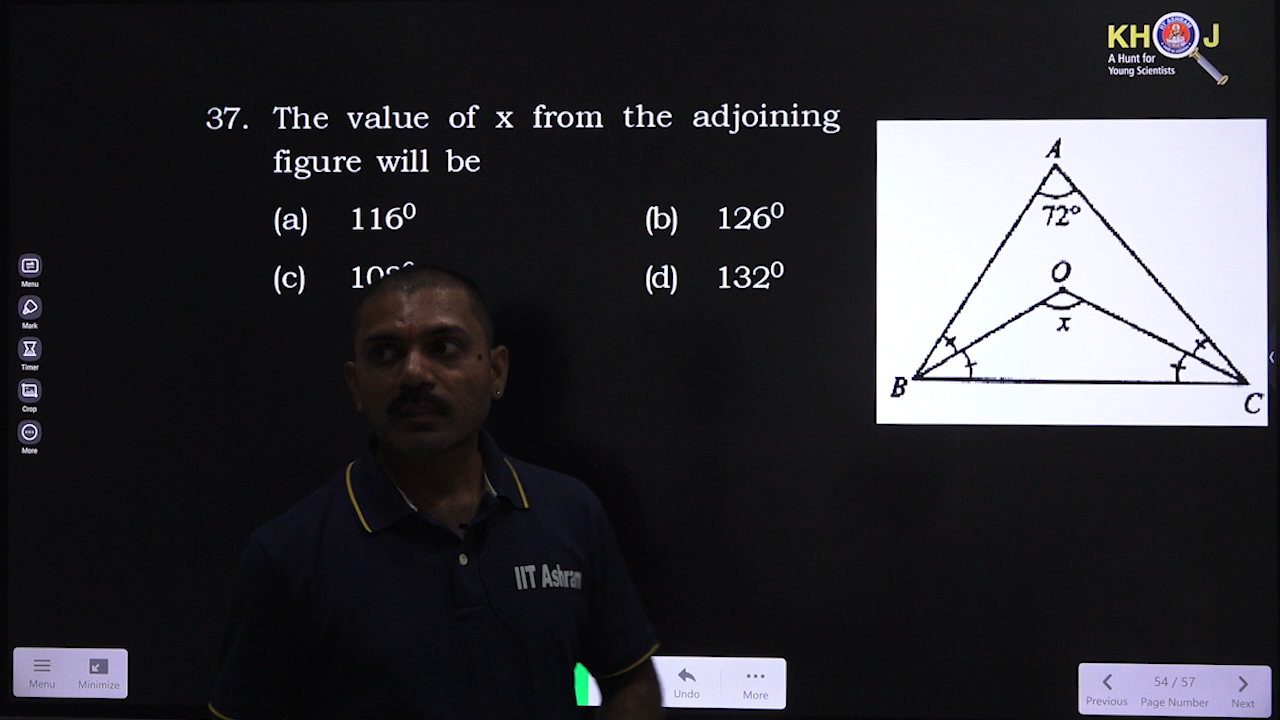 KHOJ
A Hunt for
Young Scientists
37. The value of x from the adjoining
figure will be
(a) 116⁰ (b) 126⁰
(c) (d) 132⁰
A
72°
O
x
B
C
Menu
Mark
Timer
Crop
More
IIT Ashram
Menu
Minimize
Undo
More
Previous
54 / 57
Page Number
Next